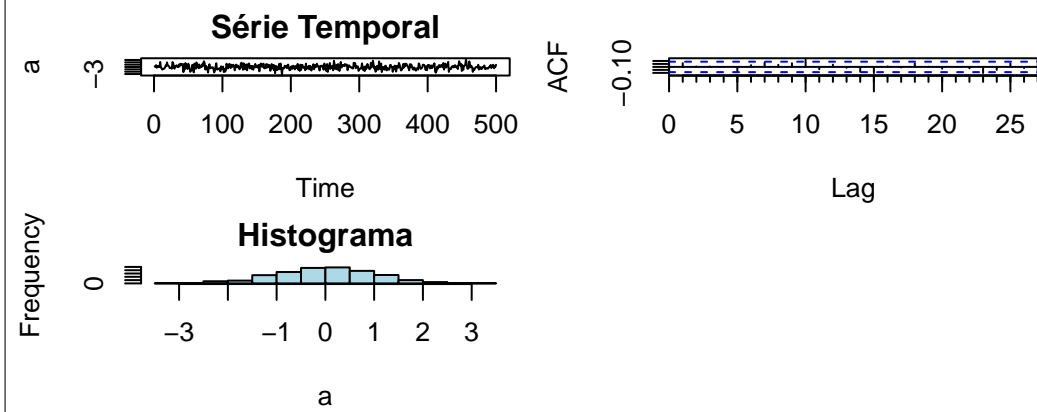 Série Temporal
a
−3
0 100 200 300 400 500
Time
ACF
−0.10
0 5 10 15 20 25
Lag
Histograma
Frequency
0
−3 −1 0 1 2 3
a